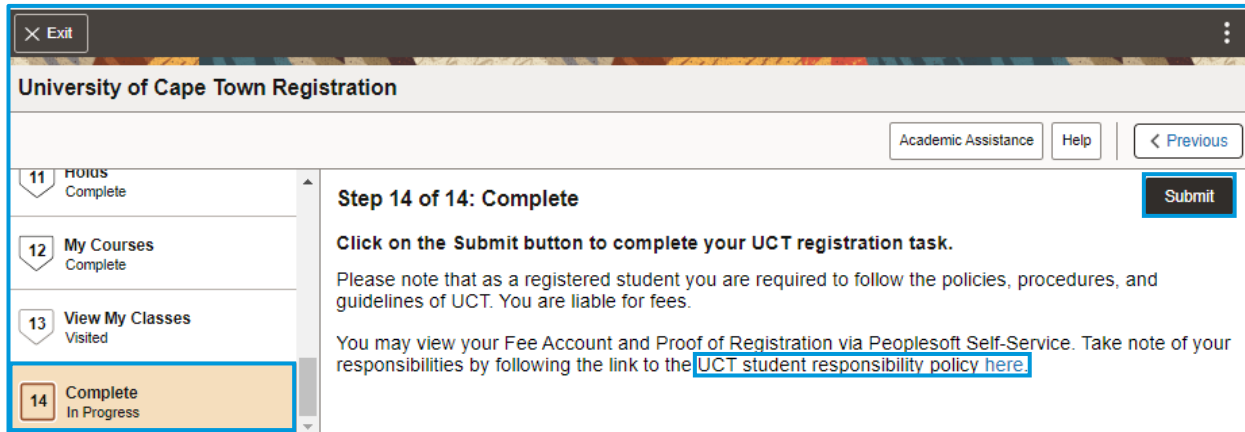 Exit
University of Cape Town Registration
Academic Assistance
Help
Previous
11 Holds
Complete
12 My Courses
Complete
13 View My Classes
Visited
14 Complete
In Progress
Step 14 of 14: Complete
Submit
Click on the Submit button to complete your UCT registration task.
Please note that as a registered student you are required to follow the policies, procedures, and
guidelines of UCT. You are liable for fees.
You may view your Fee Account and Proof of Registration via Peoplesoft Self-Service. Take note of your
responsibilities by following the link to the UCT student responsibility policy here.